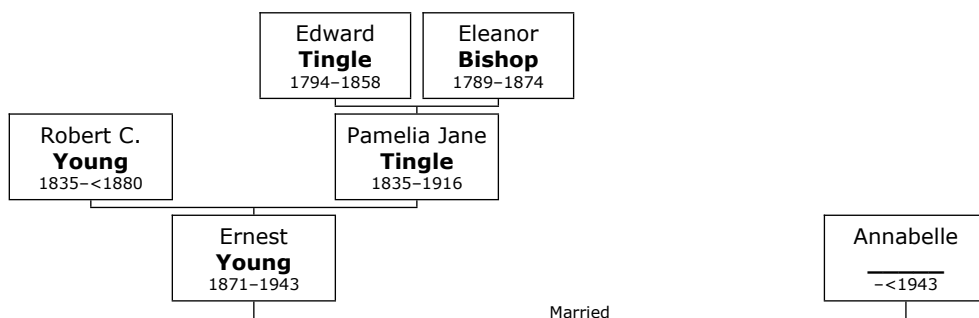 Edward
Tingle
1794–1858
Eleanor
Bishop
1789–1874
Robert C.
Young
1835–<1880
Pamelia Jane
Tingle
1835–1916
Ernest
Young
1871–1943
Annabelle
________
–<1943
Married